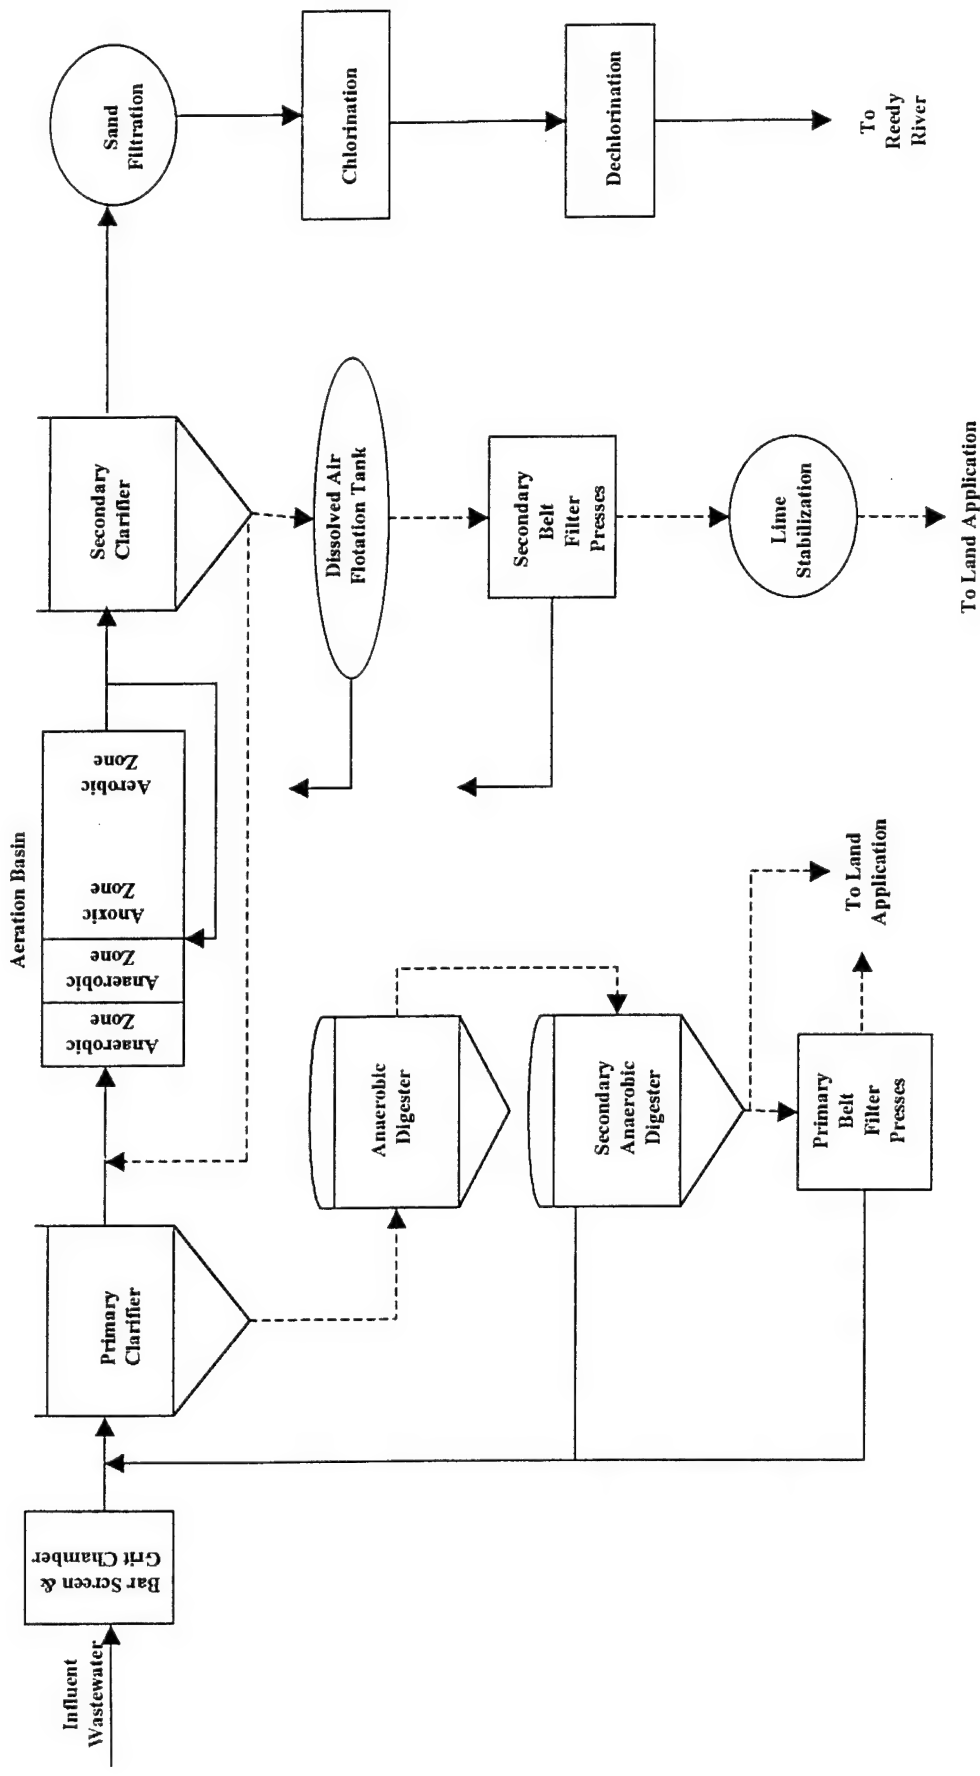 Influent
Wastewater
Bar Screen &
Grit Chamber
Primary
Clarifier
Aeration Basin
Anaerobic
Zone
Anaerobic
Zone
Anoxic
Zone
Aerobic
Zone
Secondary
Clarifier
Sand
Filtration
Chlorination
Dechlorination
To
Reedy
River
Anaerobic
Digester
Secondary
Anaerobic
Digester
Primary
Belt
Filter
Presses
To Land
Application
Dissolved Air
Flotation Tank
Secondary
Belt
Filter
Presses
Lime
Stabilization
To Land Application